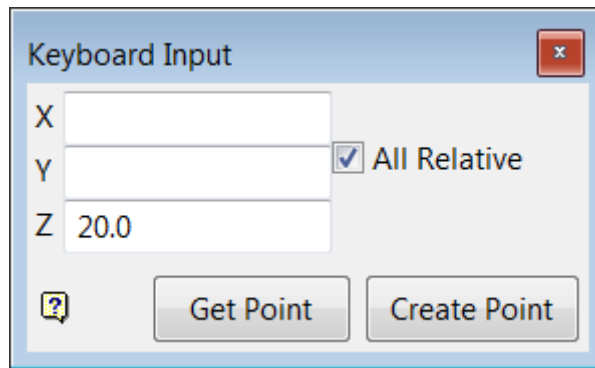 Keyboard Input
X
Y
All Relative
Z 20.0
Get Point Create Point